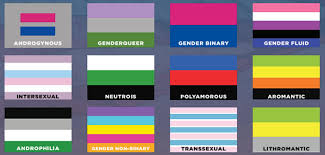 ANDROGYNOUS
GENDERQUEER
GENDER BINARY
GENDER FLUID
INTERSEXUAL
NEUTROIS
POLYAMOROUS
AROMANTIC
ANDROPHILIA
GENDER NON-BINARY
TRANSSEXUAL
LITHROMANTIC